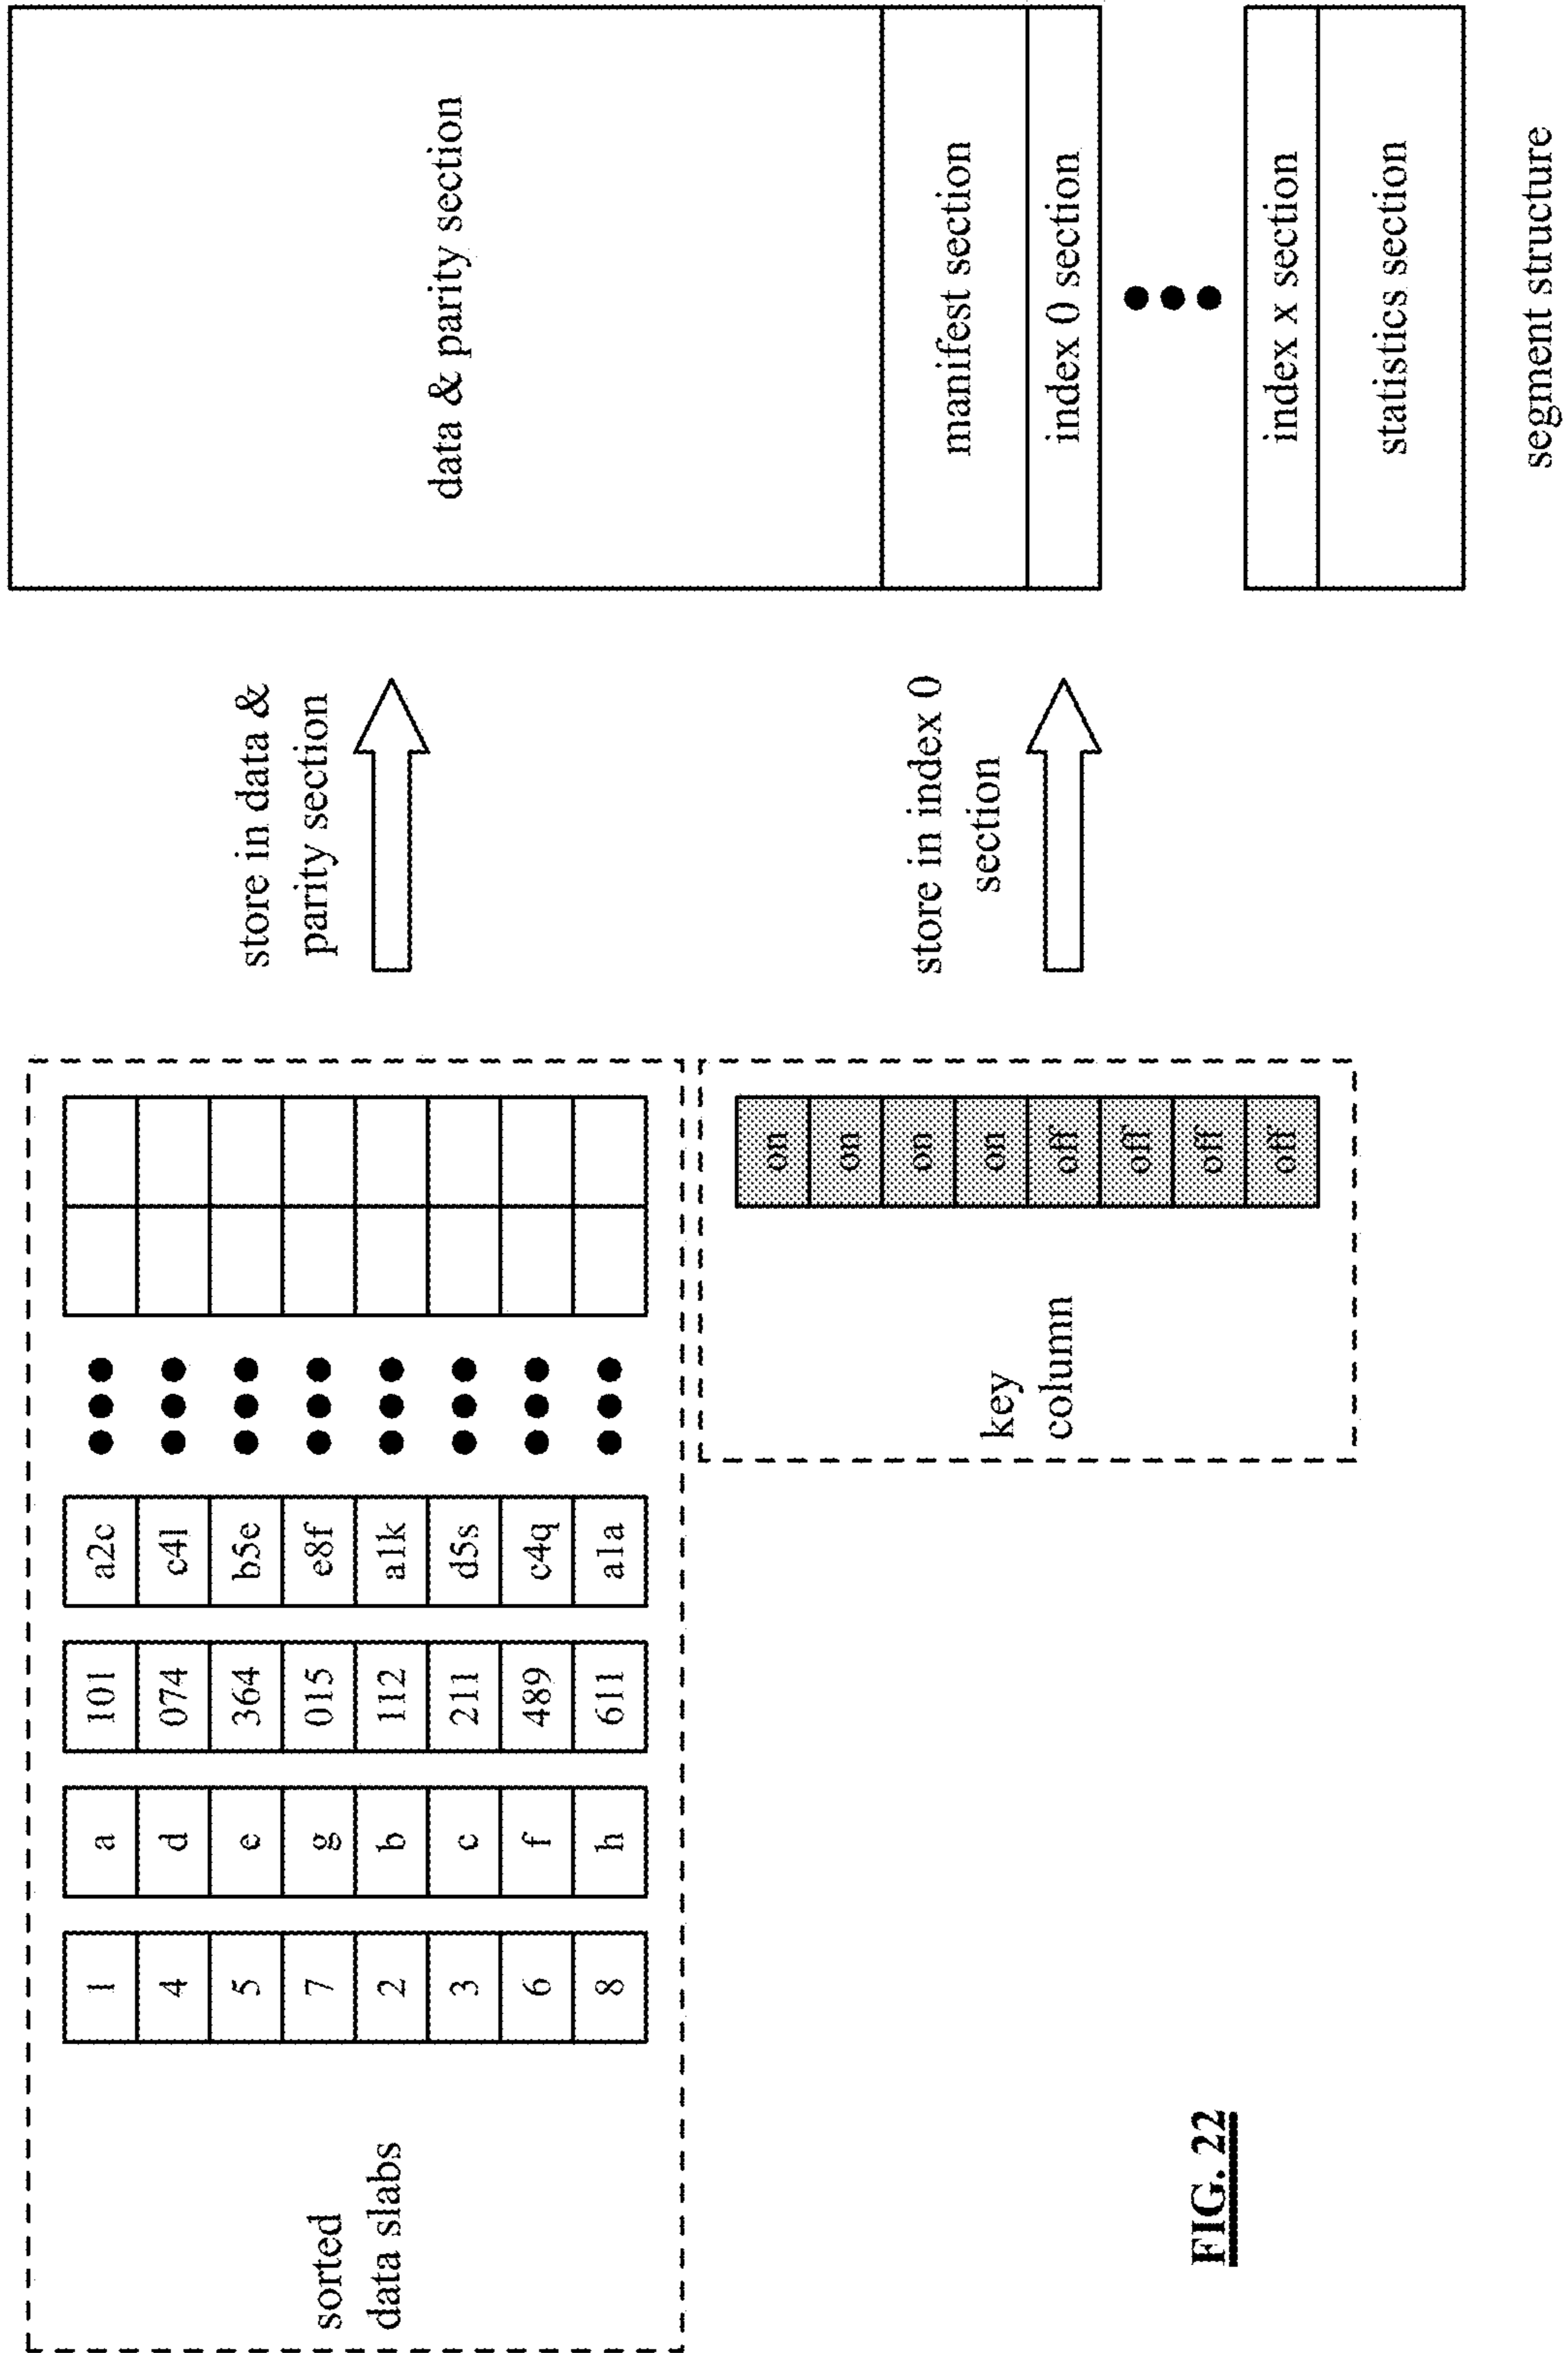 sorted
data slabs
1 a 101 a2c
4 d 074 c4l
5 e 364 b5e
7 g 015 e8f
2 b 112 a1k
3 c 211 d5s
6 f 489 c4q
8 h 611 a1a
key
column
on
on
on
on
off
off
off
off
store in data &
parity section
store in index 0
section
data & parity section
manifest section
index 0 section
index x section
statistics section
segment structure
FIG. 22